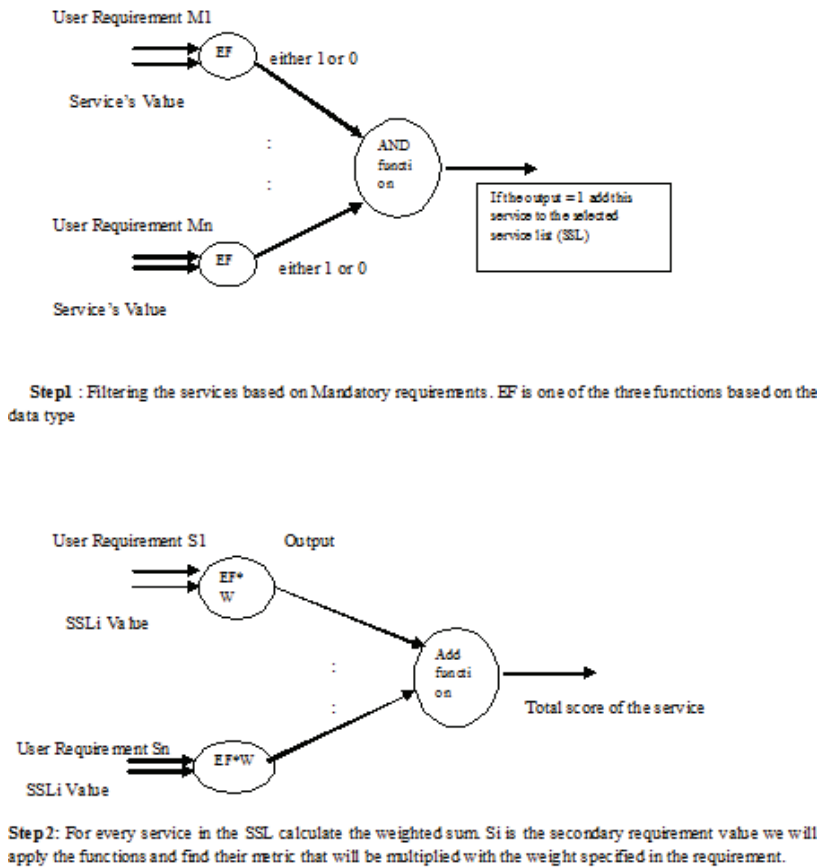 User Requirement M1
EF
either 1 or 0
Service's Value
:
:
AND
functi
on
If the output = 1 add this
service to the selected
service list (SSL)
User Requirement Mn
EF
either 1 or 0
Service's Value
Step1 : Filtering the services based on Mandatory requirements. EF is one of the three functions based on the
data type
User Requirement S1
Output
EF*
W
SSLi Value
:
:
Add
functi
on
Total score of the service
User Requirement Sn
EF*W
SSLi Value
Step2: For every service in the SSL calculate the weighted sum. Si is the secondary requirement value we will
apply the functions and find their metric that will be multiplied with the weight specified in the requirement.